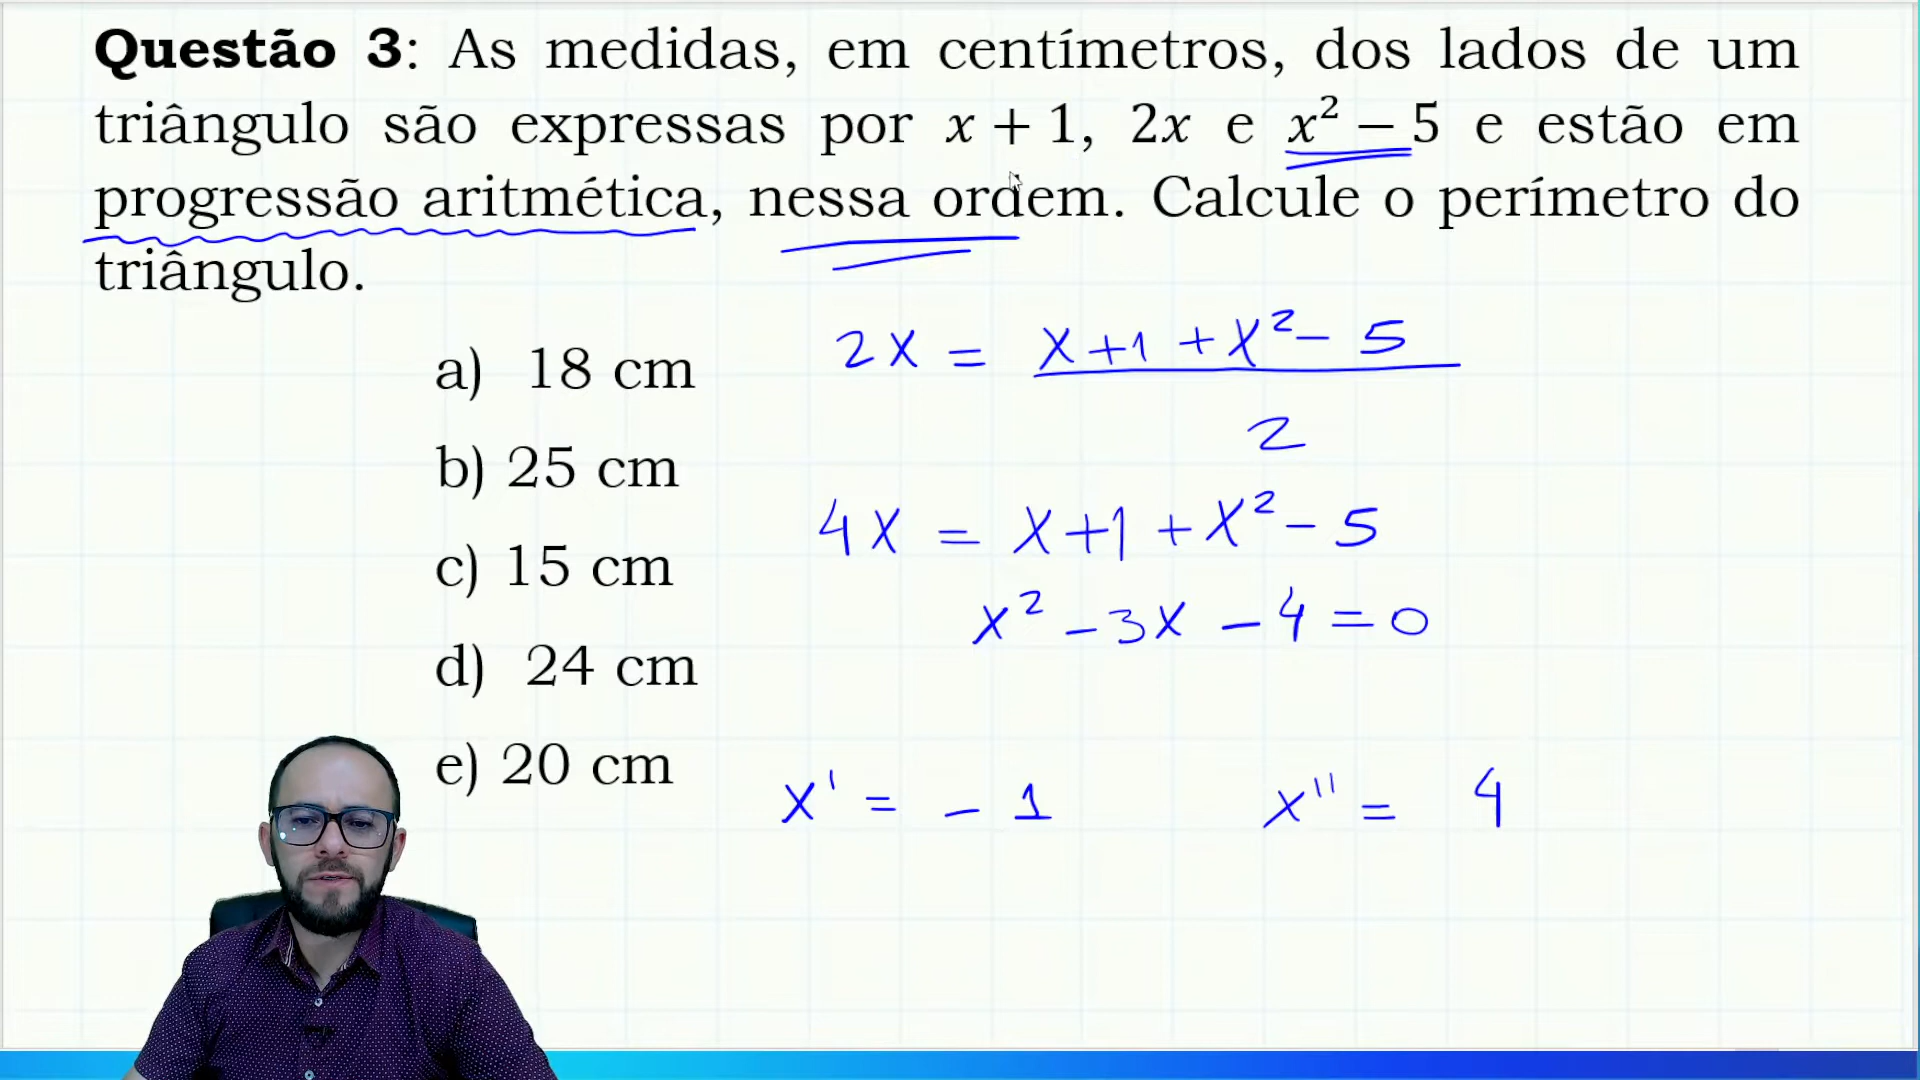 Questão 3: As medidas, em centímetros, dos lados de um
triângulo são expressas por x + 1, 2x e x² − 5 e estão em
progressão aritmética, nessa ordem. Calcule o perímetro do
triângulo.
a) 18 cm
b) 25 cm
c) 15 cm
d) 24 cm
e) 20 cm
2x = x+1 + x² − 5
2
4x = x+1 + x² − 5
x² − 3x − 4 = 0
x' = − 1
x'' = 4